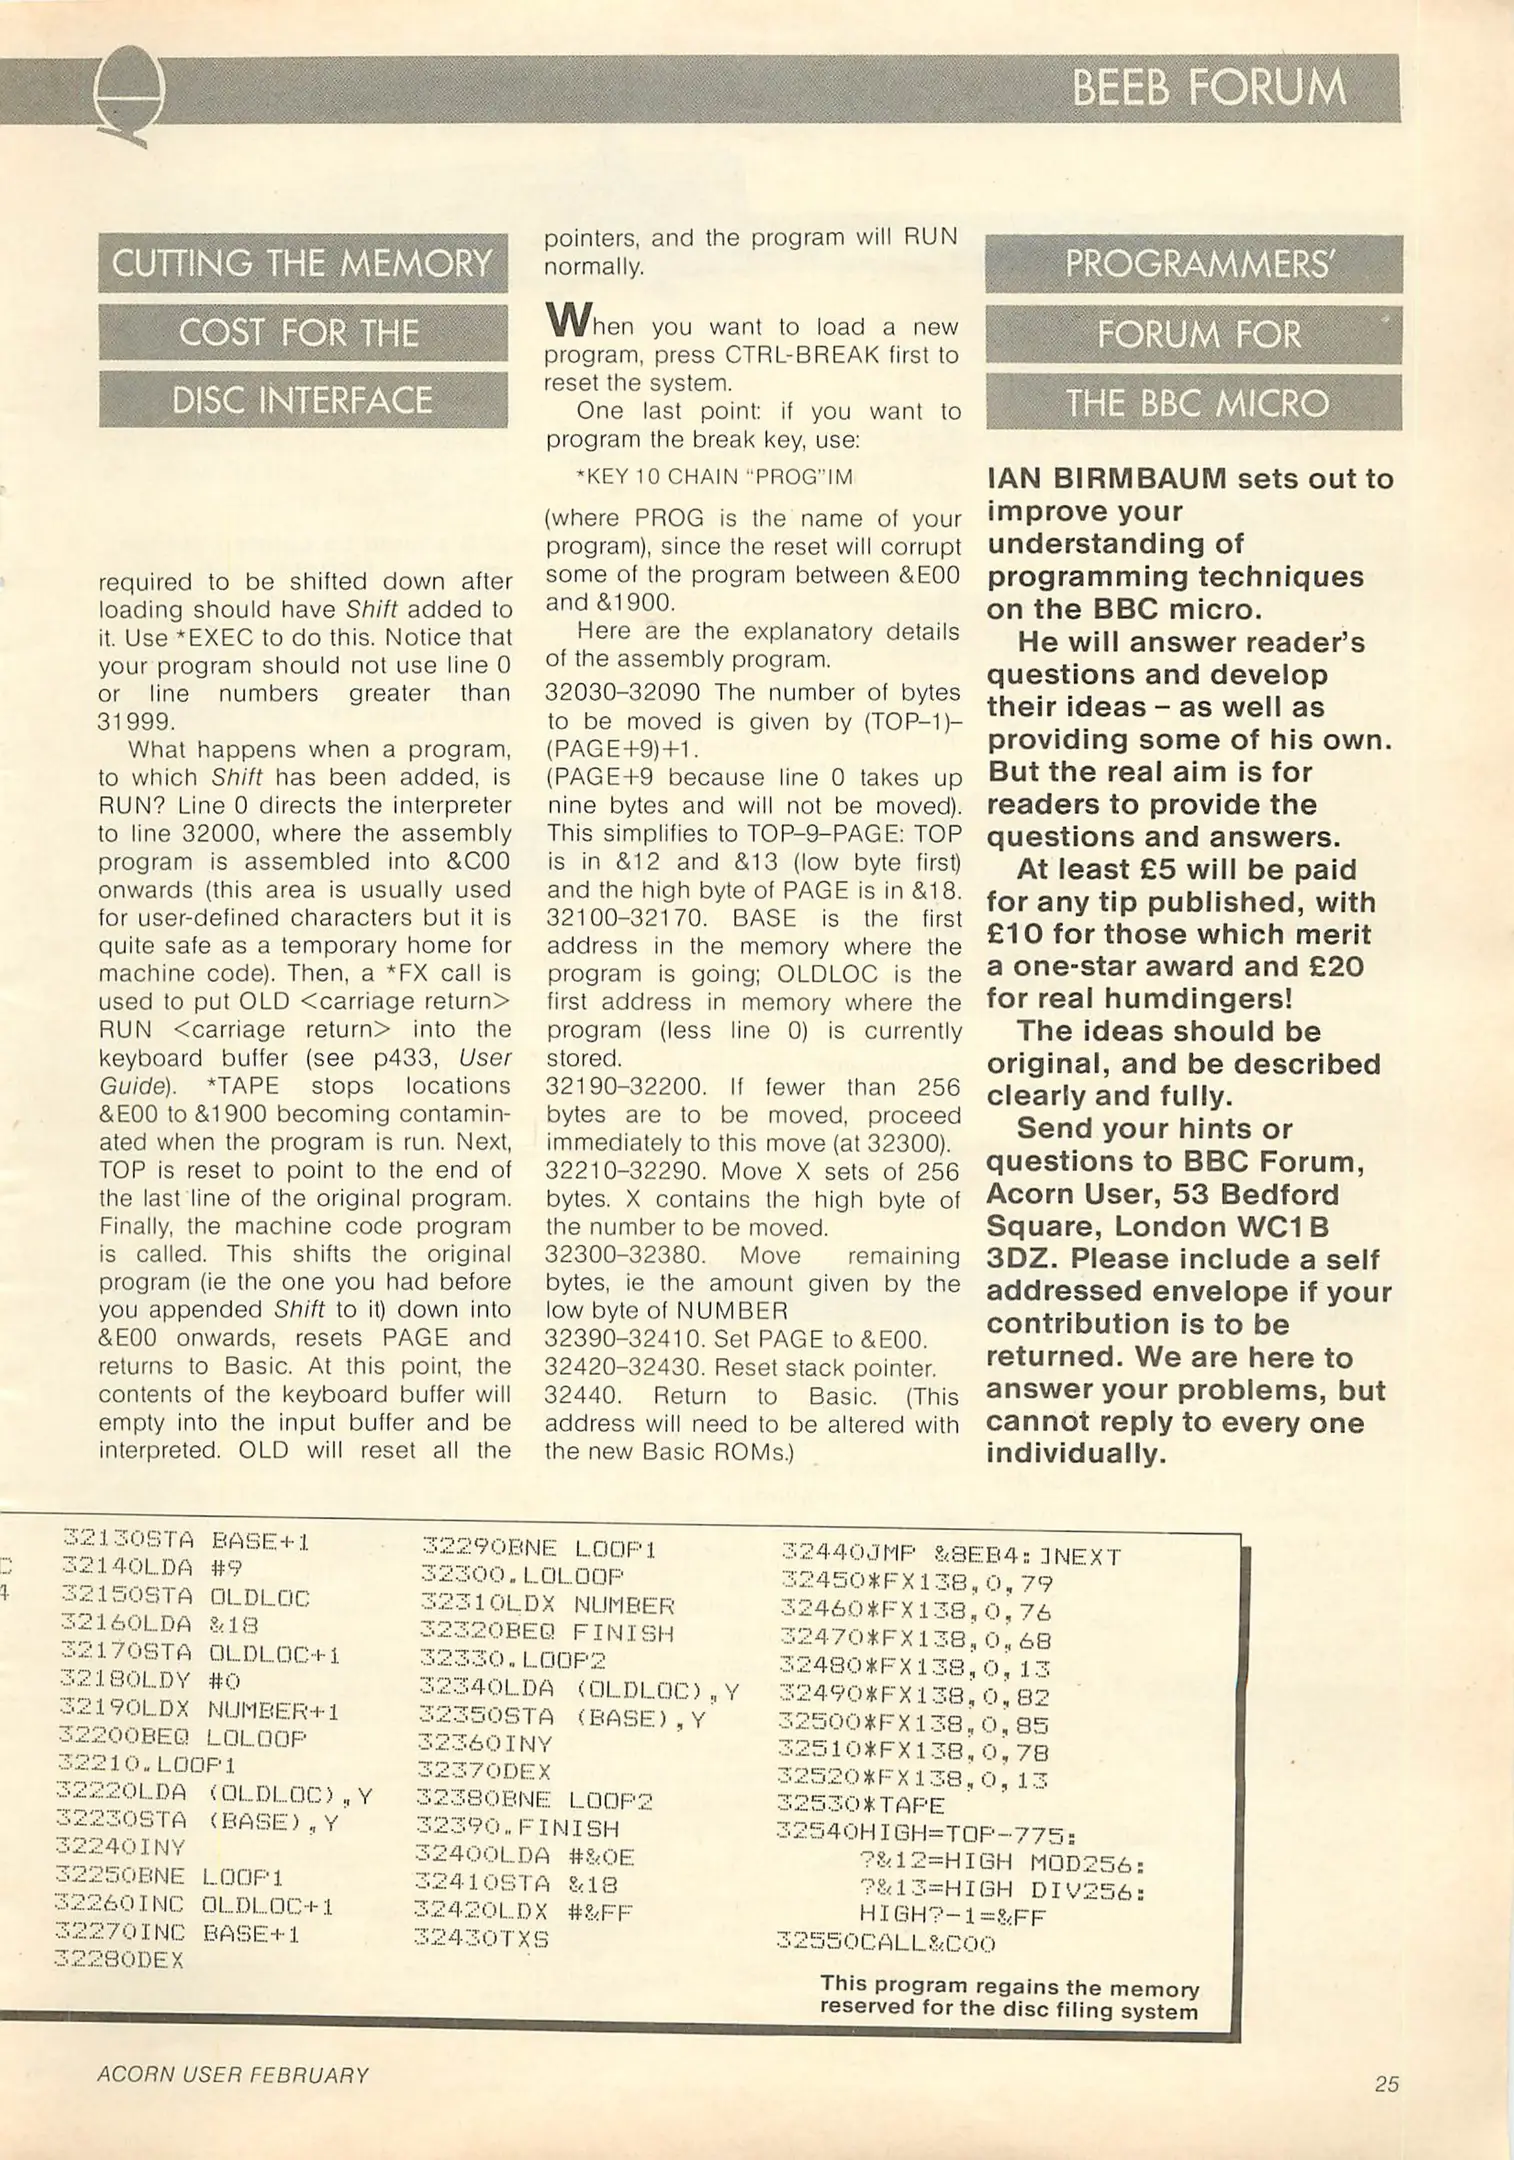 BEEB FORUM
CUTTING THE MEMORY
COST FOR THE
DISC INTERFACE
required to be shifted down after
loading should have Shift added to
it. Use *EXEC to do this. Notice that
your program should not use line 0
or line numbers greater than
31999.
What happens when a program,
to which Shift has been added, is
RUN? Line 0 directs the interpreter
to line 32000, where the assembly
program is assembled into &C00
onwards (this area is usually used
for user-defined characters but it is
quite safe as a temporary home for
machine code). Then, a *FX call is
used to put OLD <carriage return>
RUN <carriage return> into the
keyboard buffer (see p433, User
Guide). *TAPE stops locations
&E00 to &1900 becoming contamin-
ated when the program is run. Next,
TOP is reset to point to the end of
the last line of the original program.
Finally, the machine code program
is called. This shifts the original
program (ie the one you had before
you appended Shift to it) down into
&E00 onwards, resets PAGE and
returns to Basic. At this point, the
contents of the keyboard buffer will
empty into the input buffer and be
interpreted. OLD will reset all the
pointers, and the program will RUN
normally.
When you want to load a new
program, press CTRL-BREAK first to
reset the system.
One last point: if you want to
program the break key, use:
*KEY 10 CHAIN "PROG"IM
(where PROG is the name of your
program), since the reset will corrupt
some of the program between &E00
and &1900.
Here are the explanatory details
of the assembly program.
32030–32090 The number of bytes
to be moved is given by (TOP–1)–
(PAGE+9)+1.
(PAGE+9 because line 0 takes up
nine bytes and will not be moved).
This simplifies to TOP–9–PAGE: TOP
is in &12 and &13 (low byte first)
and the high byte of PAGE is in &18.
32100–32170. BASE is the first
address in the memory where the
program is going; OLDLOC is the
first address in memory where the
program (less line 0) is currently
stored.
32190–32200. If fewer than 256
bytes are to be moved, proceed
immediately to this move (at 32300).
32210–32290. Move X sets of 256
bytes. X contains the high byte of
the number to be moved.
32300–32380. Move remaining
bytes, ie the amount given by the
low byte of NUMBER
32390–32410. Set PAGE to &E00.
32420–32430. Reset stack pointer.
32440. Return to Basic. (This
address will need to be altered with
the new Basic ROMs.)
PROGRAMMERS'
FORUM FOR
THE BBC MICRO
IAN BIRMBAUM sets out to
improve your
understanding of
programming techniques
on the BBC micro.
He will answer reader's
questions and develop
their ideas – as well as
providing some of his own.
But the real aim is for
readers to provide the
questions and answers.
At least £5 will be paid
for any tip published, with
£10 for those which merit
a one-star award and £20
for real humdingers!
The ideas should be
original, and be described
clearly and fully.
Send your hints or
questions to BBC Forum,
Acorn User, 53 Bedford
Square, London WC1B
3DZ. Please include a self
addressed envelope if your
contribution is to be
returned. We are here to
answer your problems, but
cannot reply to every one
individually.
32130STA BASE+1
32140LDA #9
32150STA OLDLOC
32160LDA &18
32170STA OLDLOC+1
32180LDY #0
32190LDX NUMBER+1
32200BEQ LOLOOP
32210.LOOP1
32220LDA (OLDLOC),Y
32230STA (BASE),Y
32240INY
32250BNE LOOP1
32260INC OLDLOC+1
32270INC BASE+1
32280DEX
32290BNE LOOP1
32300.LOLOOP
32310LDX NUMBER
32320BEQ FINISH
32330.LOOP2
32340LDA (OLDLOC),Y
32350STA (BASE),Y
32360INY
32370DEX
32380BNE LOOP2
32390.FINISH
32400LDA #&0E
32410STA &18
32420LDX #&FF
32430TXS
32440JMP &8EB4:]NEXT
32450*FX138,0,79
32460*FX138,0,76
32470*FX138,0,68
32480*FX138,0,13
32490*FX138,0,82
32500*FX138,0,85
32510*FX138,0,78
32520*FX138,0,13
32530*TAPE
32540HIGH=TOP-775:
?&12=HIGH MOD256:
?&13=HIGH DIV256:
HIGH?-1=&FF
32550CALL&C00
This program regains the memory
reserved for the disc filing system
ACORN USER FEBRUARY
25